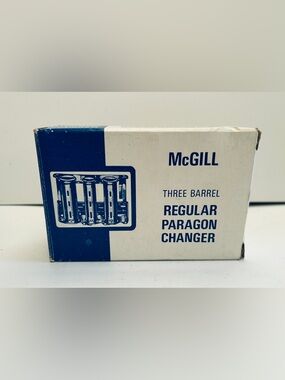 McGILL
THREE BARREL
REGULAR
PARAGON
CHANGER